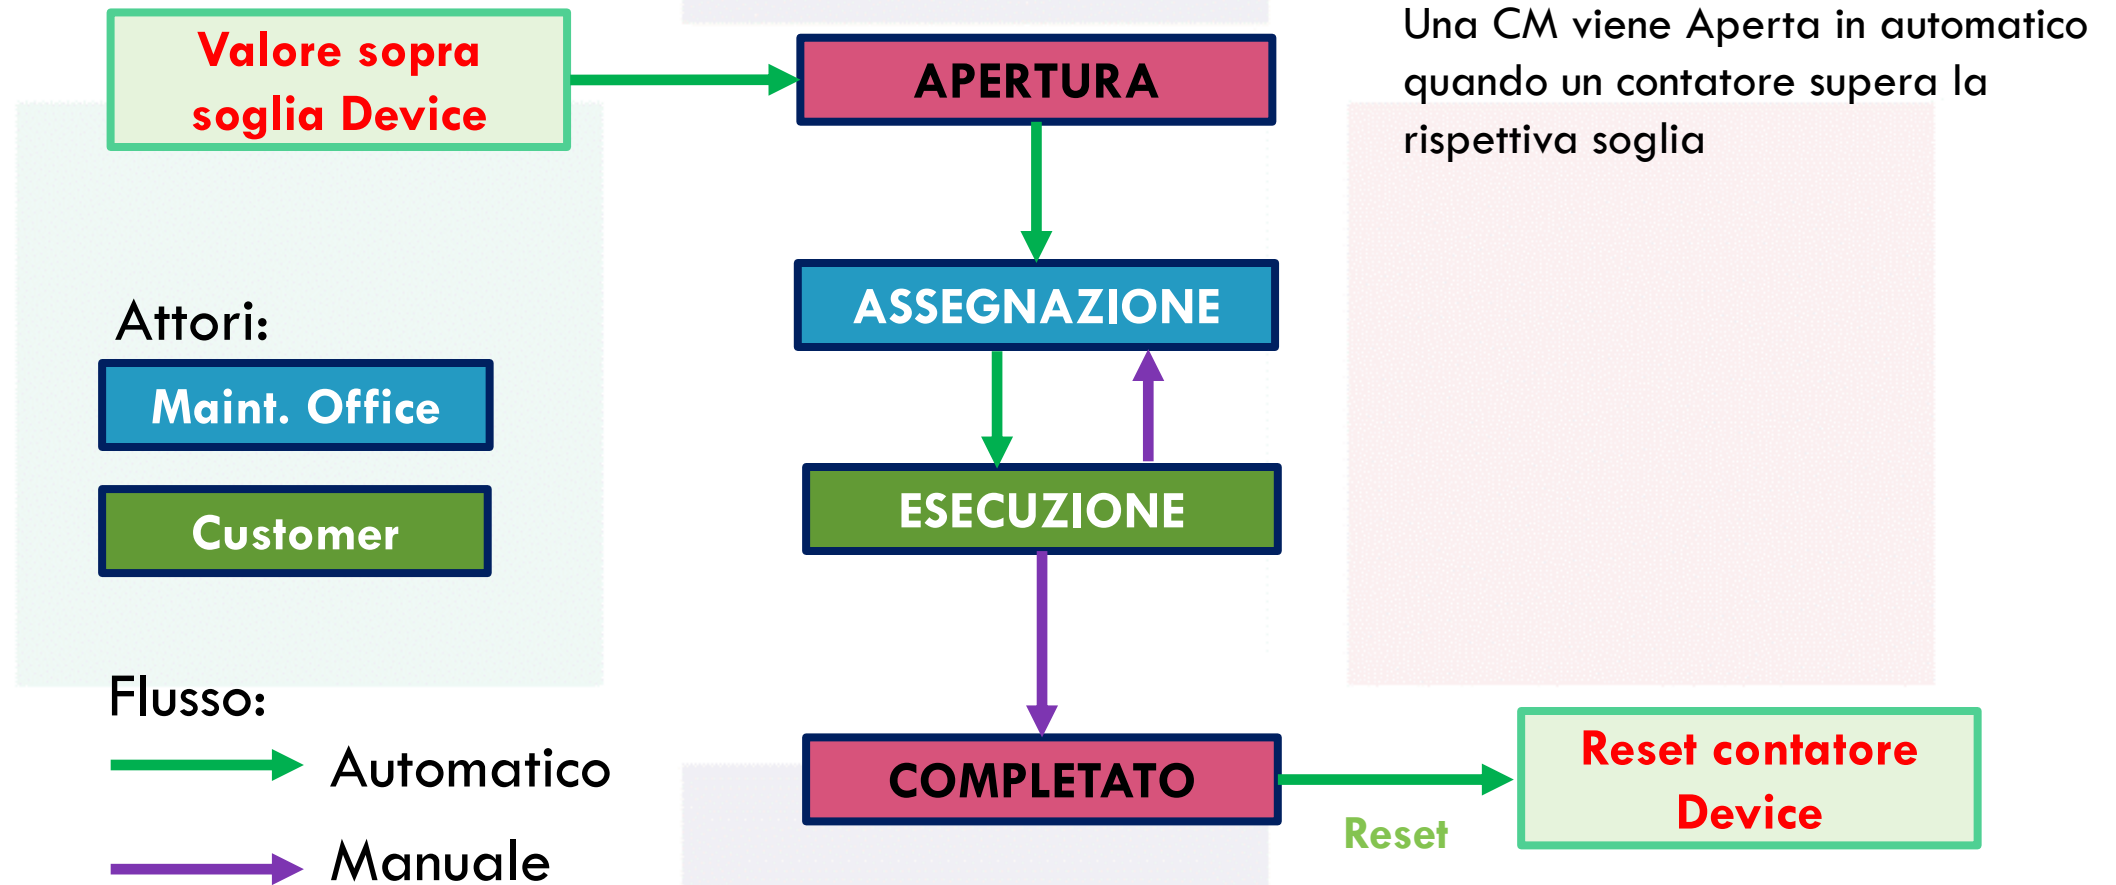 Valore sopra
soglia Device
APERTURA
Una CM viene Aperta in automatico
quando un contatore supera la
rispettiva soglia
ASSEGNAZIONE
Attori:
Maint. Office
Customer
ESECUZIONE
Flusso:
Automatico
Manuale
COMPLETATO
Reset
Reset contatore
Device